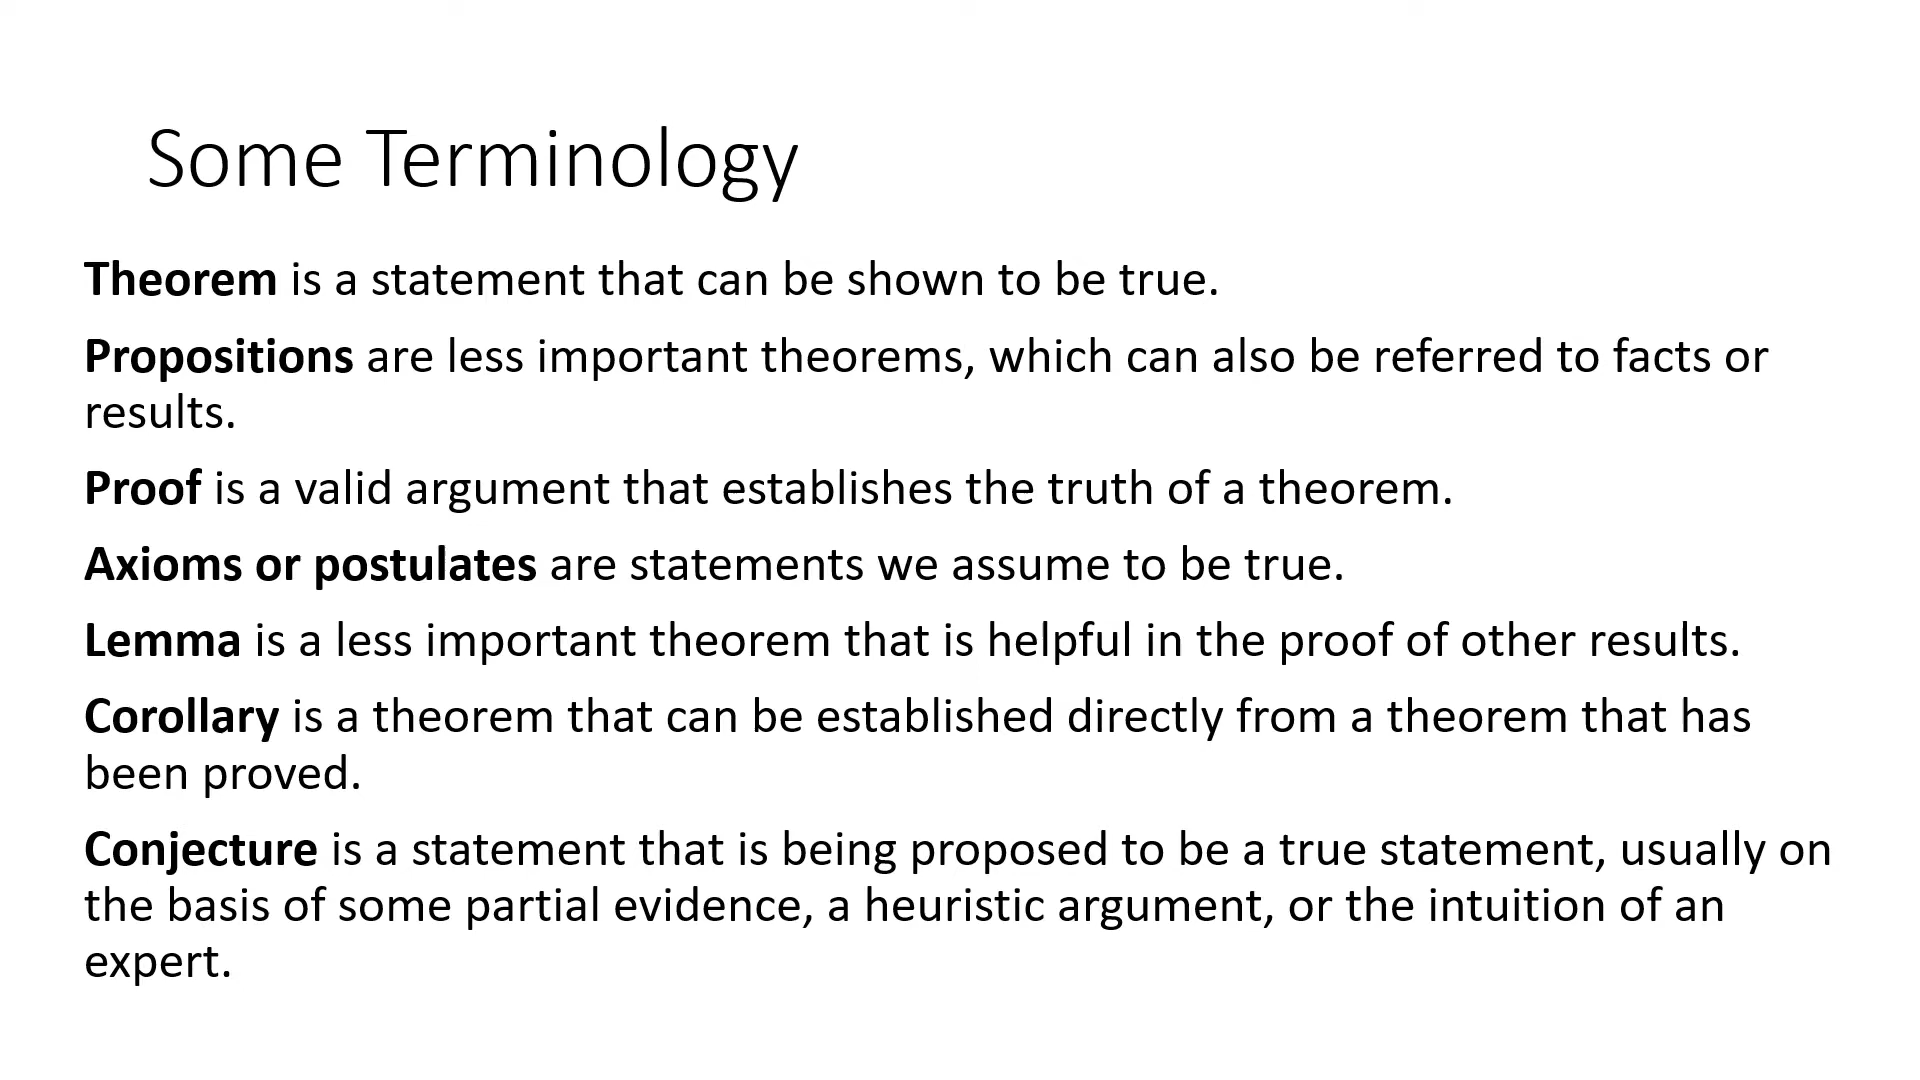 Some Terminology
Theorem is a statement that can be shown to be true.
Propositions are less important theorems, which can also be referred to facts or
results.
Proof is a valid argument that establishes the truth of a theorem.
Axioms or postulates are statements we assume to be true.
Lemma is a less important theorem that is helpful in the proof of other results.
Corollary is a theorem that can be established directly from a theorem that has
been proved.
Conjecture is a statement that is being proposed to be a true statement, usually on
the basis of some partial evidence, a heuristic argument, or the intuition of an
expert.